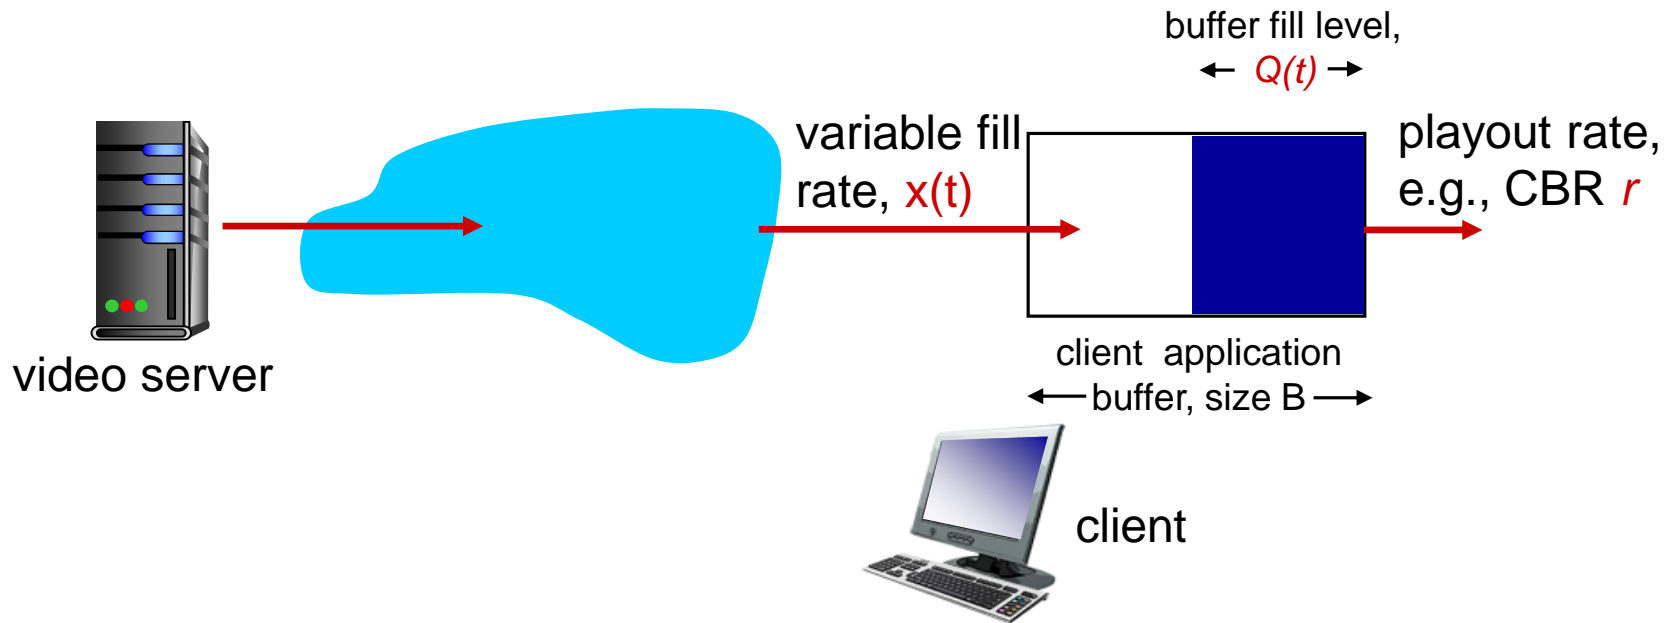 buffer fill level,
Q(t)
variable fill
rate, x(t)
playout rate,
e.g., CBR r
video server
client application
buffer, size B
client